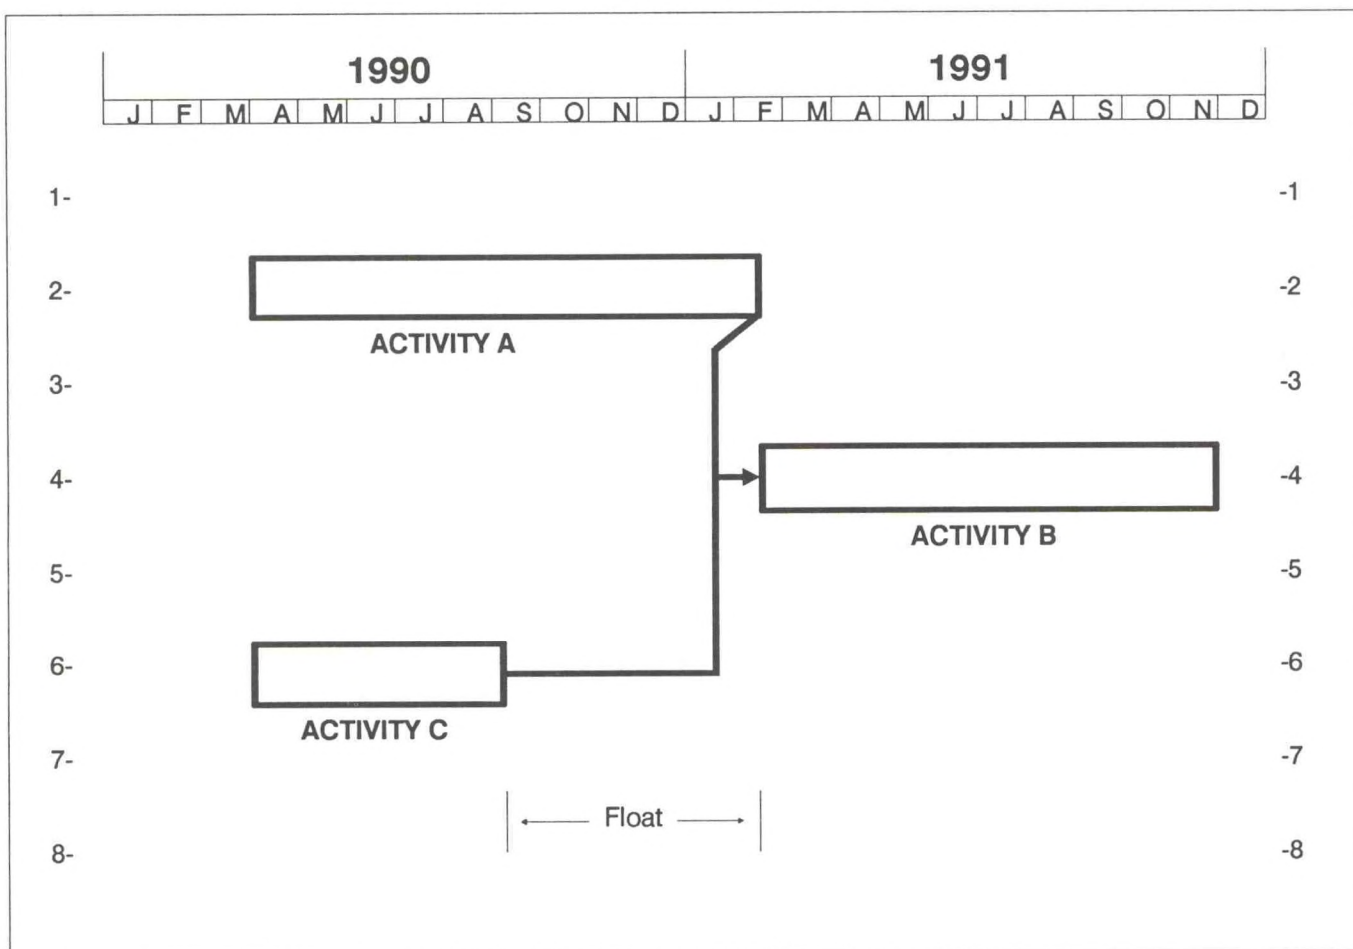 1990 1991
J F M A M J J A S O N D J F M A M J J A S O N D
1- -1
2- -2
ACTIVITY A
3- -3
4- -4
ACTIVITY B
5- -5
6- -6
ACTIVITY C
7- -7
Float
8- -8